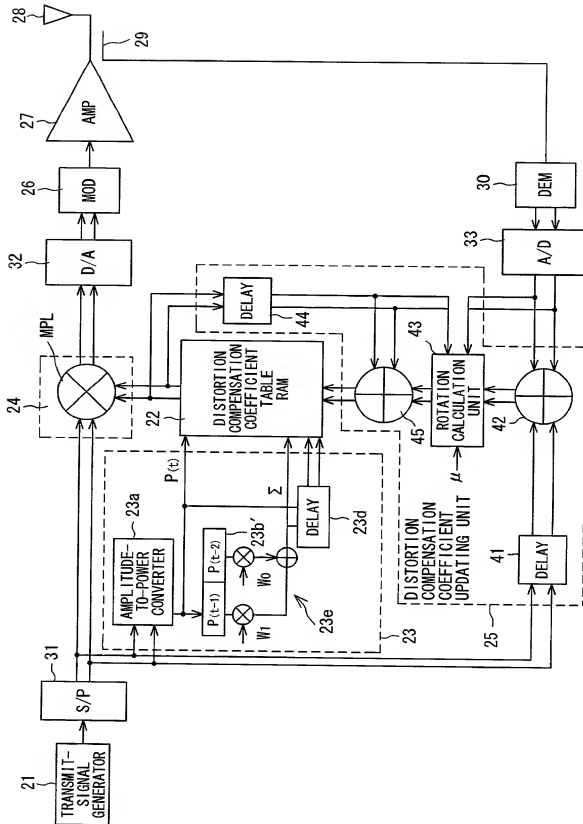 21
TRANSMIT-
SIGNAL
GENERATOR
31
S/P
24
MPL
32
D/A
26
MOD
27
AMP
28
29
23a
AMPLITUDE-
TO-POWER
CONVERTER
P(t)
P(t-1)
P(t-2)
23b'
W1
W0
23e
Σ
DELAY
23d
23
22
DISTORTION
COMPENSATION
COEFFICIENT
TABLE
RAM
DELAY
44
45
43
ROTATION
CALCULATION
UNIT
μ
42
41
DELAY
DISTORTION
COMPENSATION
COEFFICIENT
UPDATING UNIT
25
30
DEM
33
A/D